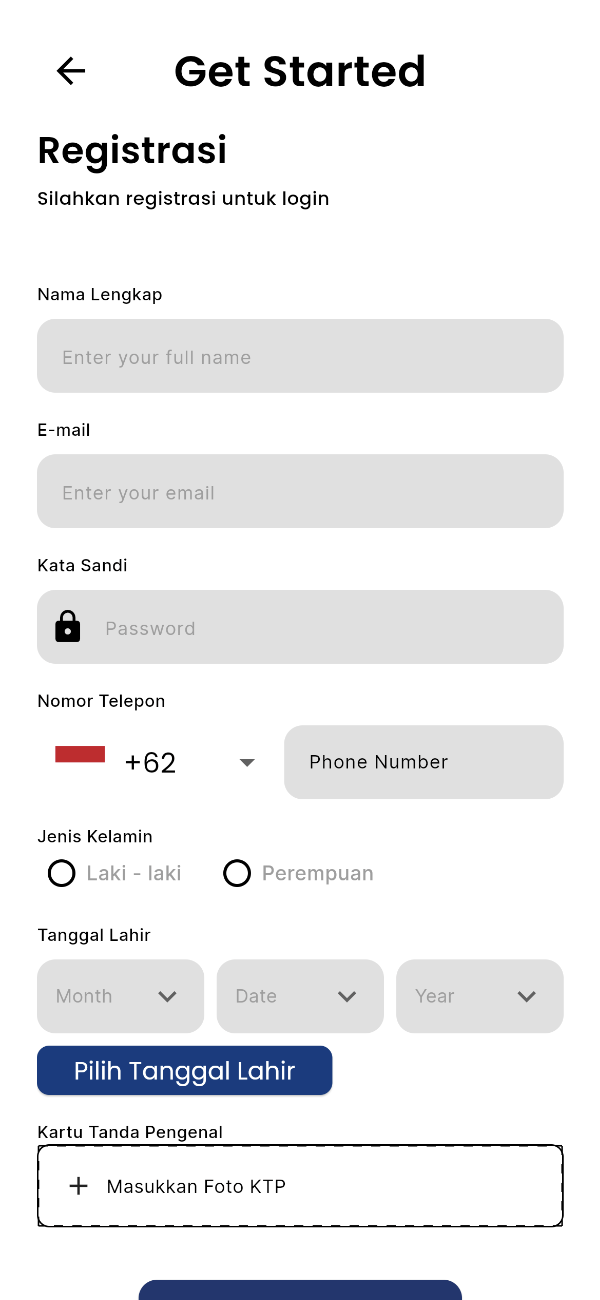 Get Started
Registrasi
Silahkan registrasi untuk login
Nama Lengkap
Enter your full name
E-mail
Enter your email
Kata Sandi
Password
Nomor Telepon
+62
Phone Number
Jenis Kelamin
Laki - laki
Perempuan
Tanggal Lahir
Month
Date
Year
Pilih Tanggal Lahir
Kartu Tanda Pengenal
Masukkan Foto KTP